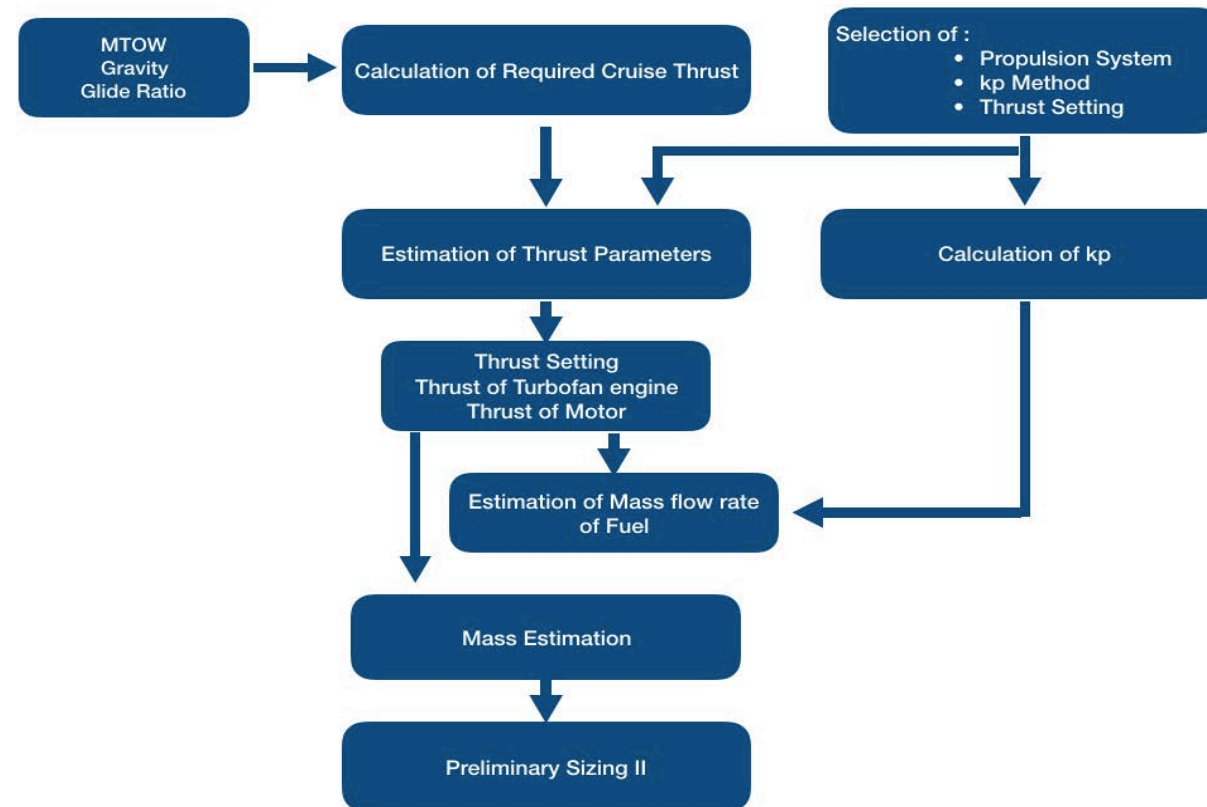 MTOW
Gravity
Glide Ratio
Calculation of Required Cruise Thrust
Selection of :
• Propulsion System
• kp Method
• Thrust Setting
Estimation of Thrust Parameters
Calculation of kp
Thrust Setting
Thrust of Turbofan engine
Thrust of Motor
Estimation of Mass flow rate
of Fuel
Mass Estimation
Preliminary Sizing II